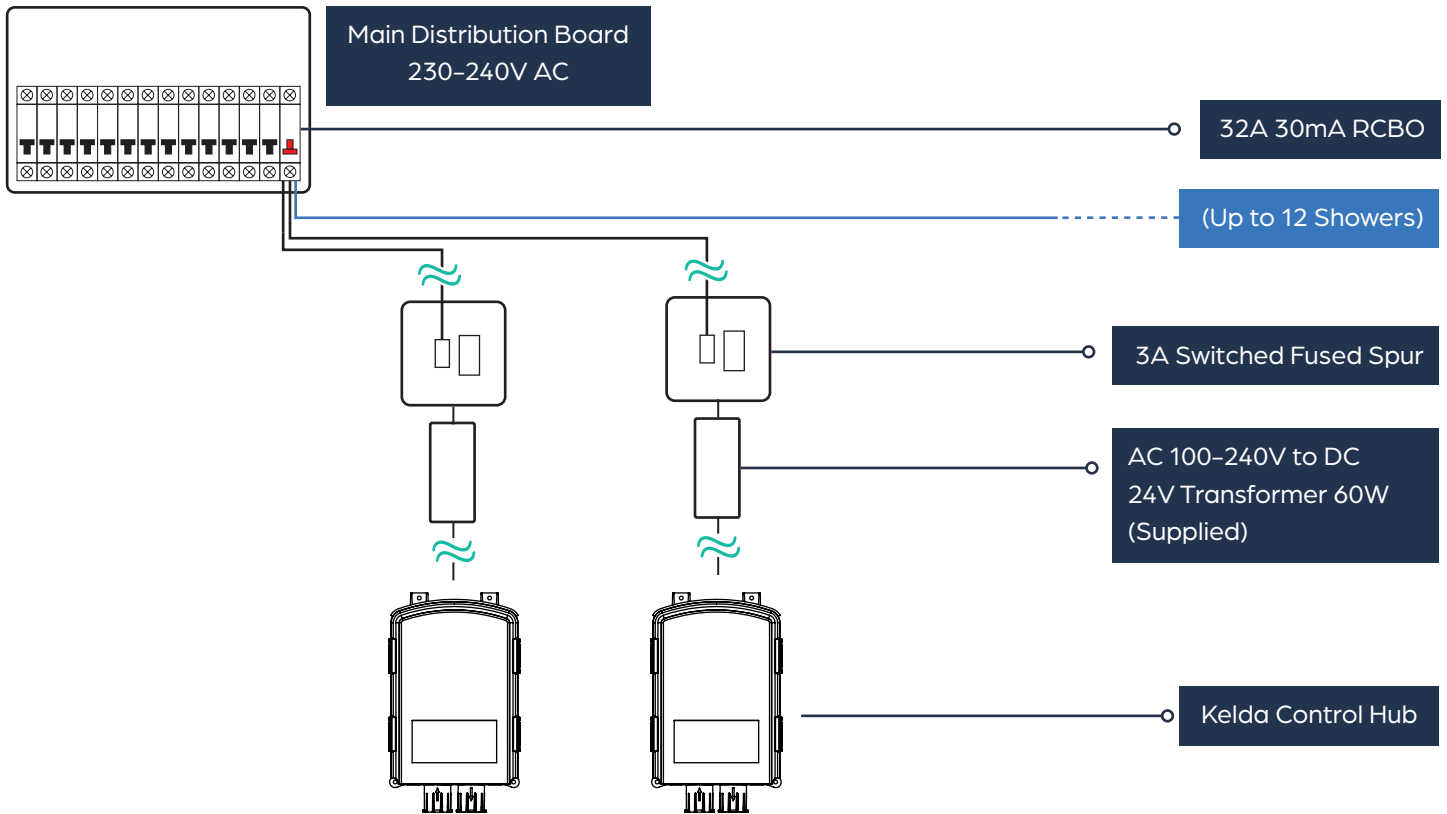 Main Distribution Board
230–240V AC
32A 30mA RCBO
(Up to 12 Showers)
3A Switched Fused Spur
AC 100–240V to DC
24V Transformer 60W
(Supplied)
Kelda Control Hub